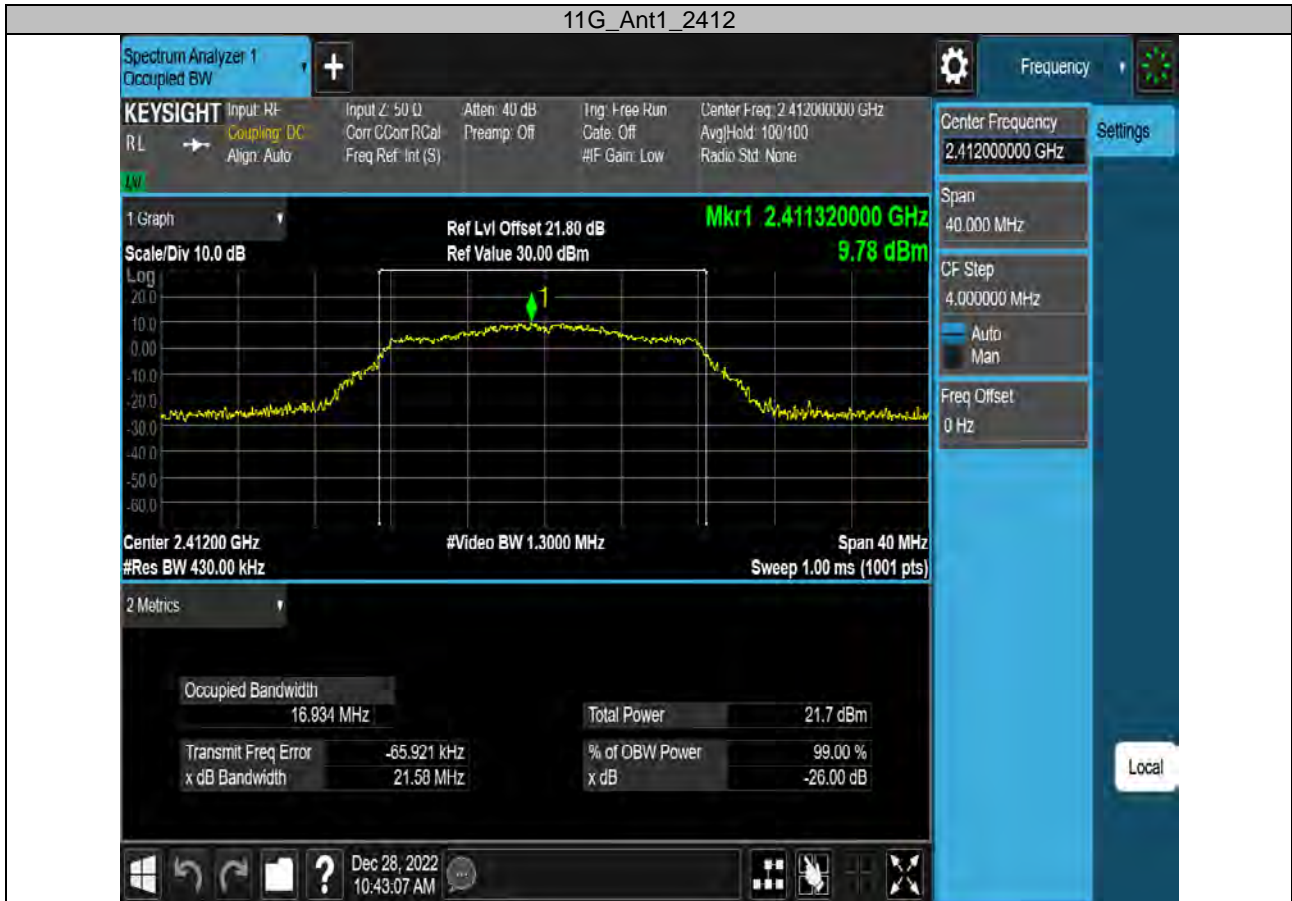 11G_Ant1_2412
Spectrum Analyzer 1
Occupied BW
Frequency
KEYSIGHT
RL
Input: RF
Coupling: DC
Align: Auto
Input Z: 50 Ω
Corr CCorr RCal
Freq Ref: Int (S)
Atten: 40 dB
Preamp: Off
Trig: Free Run
Gate: Off
#IF Gain: Low
Center Freq: 2.412000000 GHz
Avg|Hold: 100/100
Radio Std: None
Center Frequency
2.412000000 GHz
Settings
Span
40.000 MHz
CF Step
4.000000 MHz
Auto
Man
Freq Offset
0 Hz
1 Graph
Ref Lvl Offset 21.80 dB
Mkr1 2.411320000 GHz
Scale/Div 10.0 dB
Ref Value 30.00 dBm
9.78 dBm
Log
20.0
10.0
0.00
-10.0
-20.0
-30.0
-40.0
-50.0
-60.0
1
Center 2.41200 GHz
#Video BW 1.3000 MHz
Span 40 MHz
#Res BW 430.00 kHz
Sweep 1.00 ms (1001 pts)
2 Metrics
Occupied Bandwidth
16.934 MHz
Total Power 21.7 dBm
Transmit Freq Error -65.921 kHz
% of OBW Power 99.00 %
x dB Bandwidth 21.58 MHz
x dB -26.00 dB
Local
?
Dec 28, 2022
10:43:07 AM